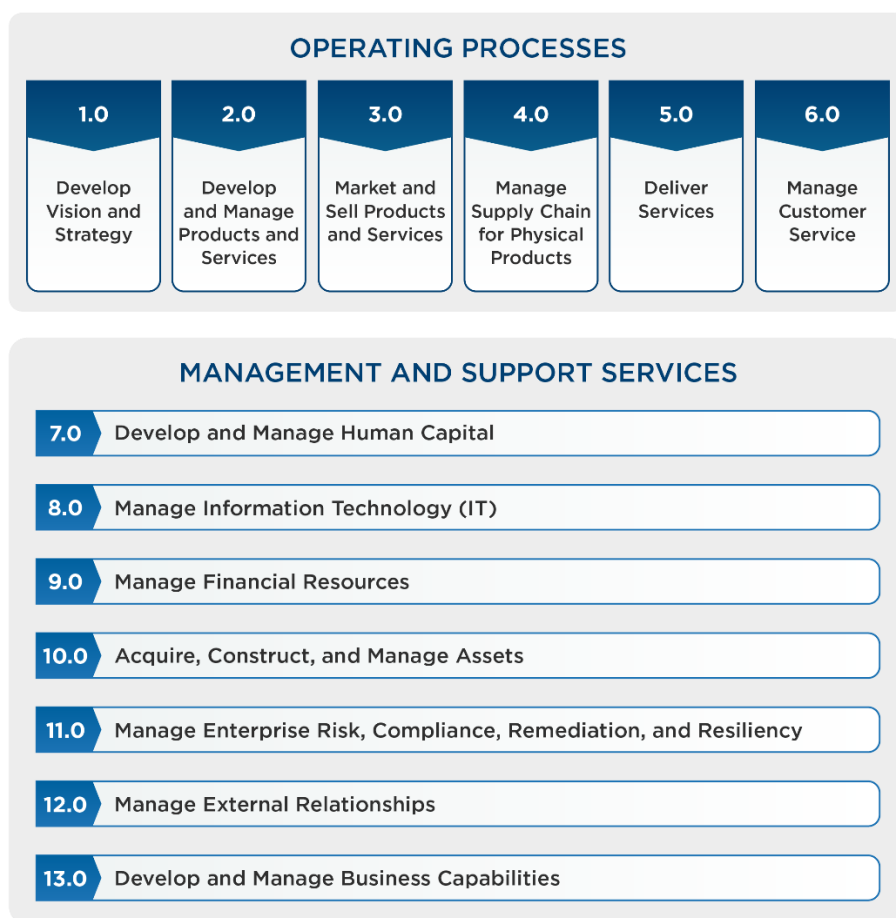 OPERATING PROCESSES
1.0
Develop
Vision and
Strategy
2.0
Develop
and Manage
Products and
Services
3.0
Market and
Sell Products
and Services
4.0
Manage
Supply Chain
for Physical
Products
5.0
Deliver
Services
6.0
Manage
Customer
Service
MANAGEMENT AND SUPPORT SERVICES
7.0 Develop and Manage Human Capital
8.0 Manage Information Technology (IT)
9.0 Manage Financial Resources
10.0 Acquire, Construct, and Manage Assets
11.0 Manage Enterprise Risk, Compliance, Remediation, and Resiliency
12.0 Manage External Relationships
13.0 Develop and Manage Business Capabilities